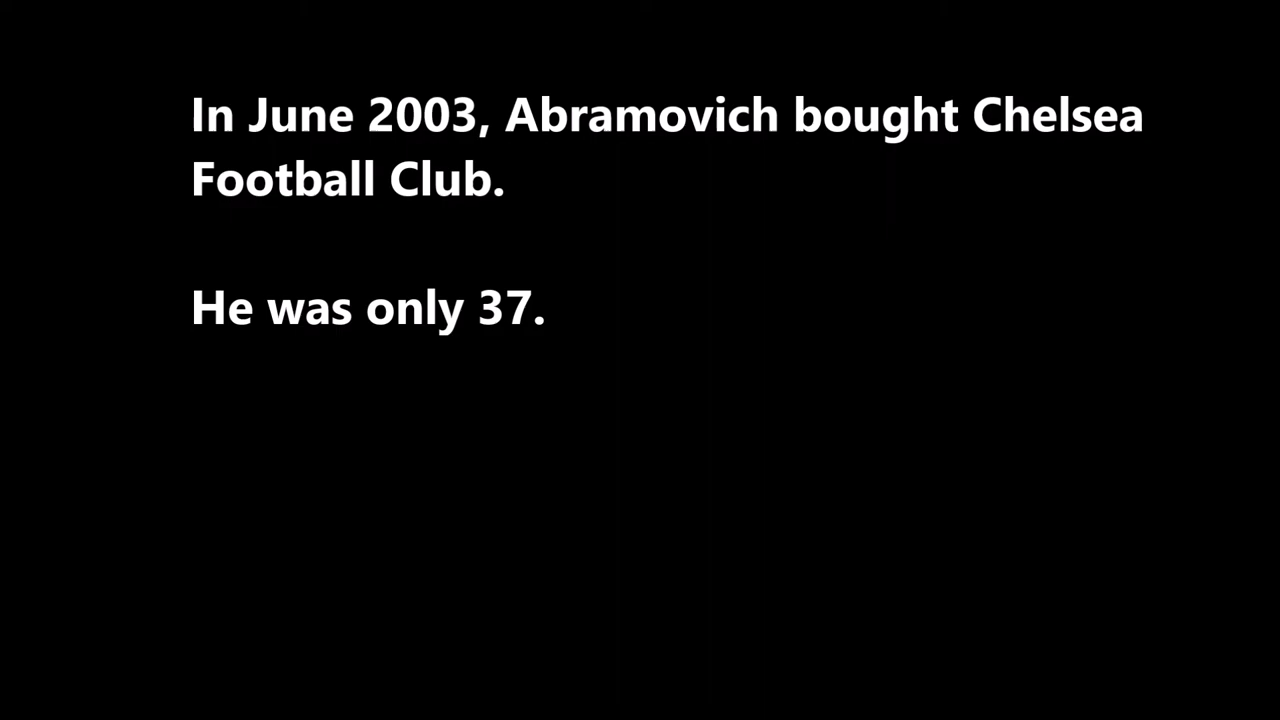 In June 2003, Abramovich bought Chelsea
Football Club.
He was only 37.